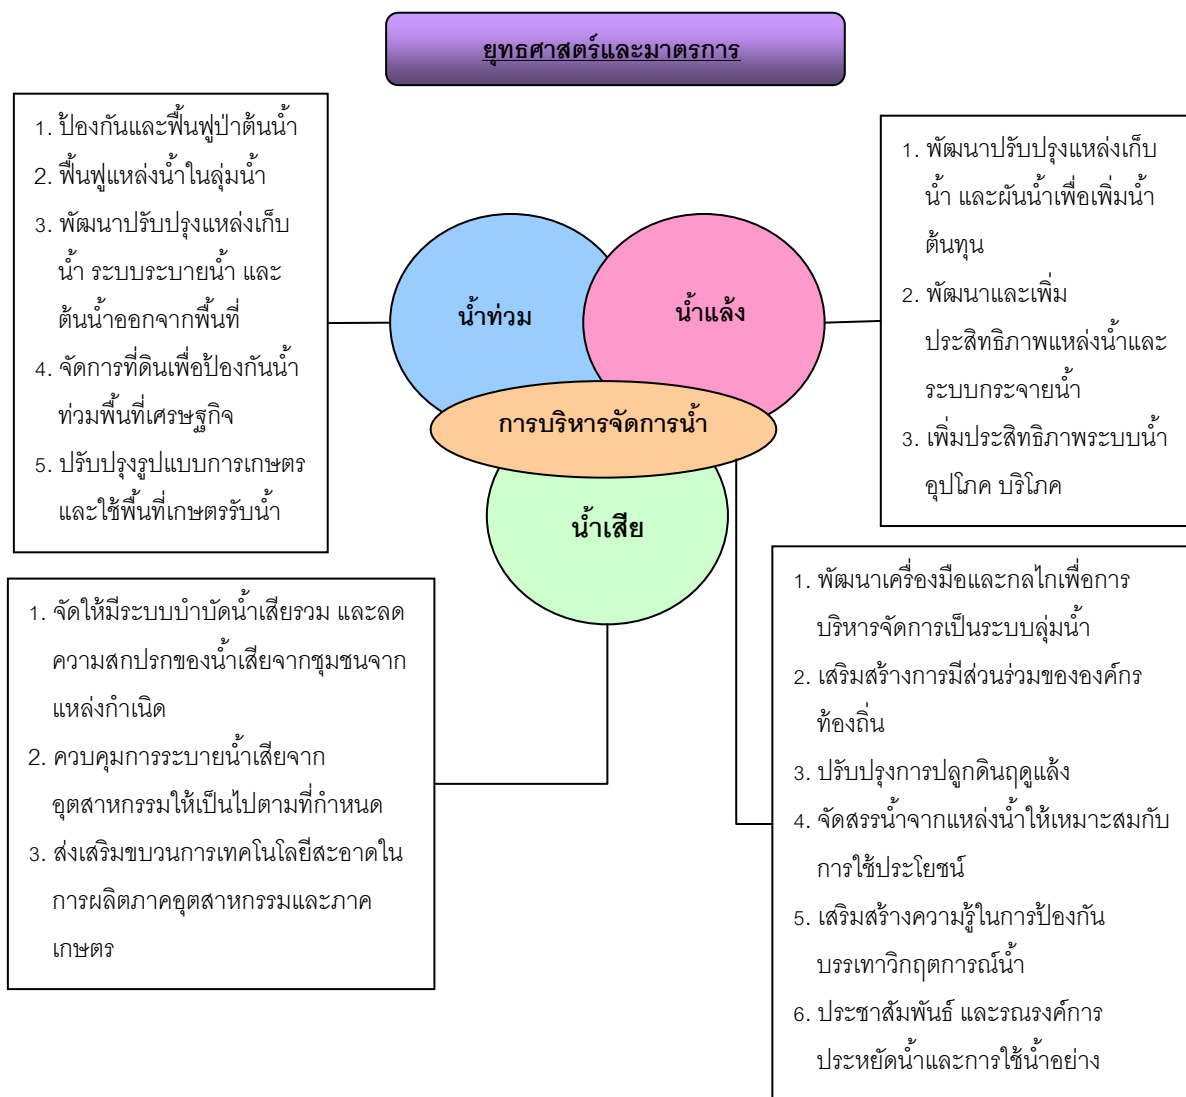 ยุทธศาสตร์และมาตรการ
1. ป้องกันและฟื้นฟูป่าต้นน้ำ
2. ฟื้นฟูแหล่งน้ำในลุ่มน้ำ
3. พัฒนาปรับปรุงแหล่งเก็บ
น้ำ ระบบระบายน้ำ และ
ต้นน้ำออกจากพื้นที่
4. จัดการที่ดินเพื่อป้องกันน้ำ
ท่วมพื้นที่เศรษฐกิจ
5. ปรับปรุงรูปแบบการเกษตร
และใช้พื้นที่เกษตรรับน้ำ
น้ำท่วม
น้ำแล้ง
การบริหารจัดการน้ำ
น้ำเสีย
1. พัฒนาปรับปรุงแหล่งเก็บ
น้ำ และผันน้ำเพื่อเพิ่มน้ำ
ต้นทุน
2. พัฒนาและเพิ่ม
ประสิทธิภาพแหล่งน้ำและ
ระบบกระจายน้ำ
3. เพิ่มประสิทธิภาพระบบน้ำ
อุปโภค บริโภค
1. จัดให้มีระบบบำบัดน้ำเสียรวม และลด
ความสกปรกของน้ำเสียจากชุมชนจาก
แหล่งกำเนิด
2. ควบคุมการระบายน้ำเสียจาก
อุตสาหกรรมให้เป็นไปตามที่กำหนด
3. ส่งเสริมขบวนการเทคโนโลยีสะอาดใน
การผลิตภาคอุตสาหกรรมและภาค
เกษตร
1. พัฒนาเครื่องมือและกลไกเพื่อการ
บริหารจัดการเป็นระบบลุ่มน้ำ
2. เสริมสร้างการมีส่วนร่วมขององค์กร
ท้องถิ่น
3. ปรับปรุงการปลูกดินฤดูแล้ง
4. จัดสรรน้ำจากแหล่งน้ำให้เหมาะสมกับ
การใช้ประโยชน์
5. เสริมสร้างความรู้ในการป้องกัน
บรรเทาวิกฤตการณ์น้ำ
6. ประชาสัมพันธ์ และรณรงค์การ
ประหยัดน้ำและการใช้น้ำอย่าง